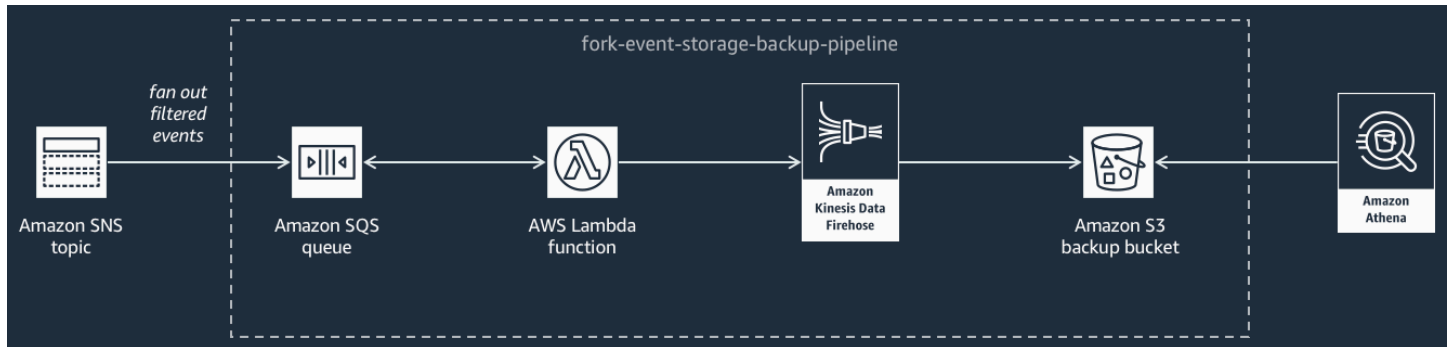 fork-event-storage-backup-pipeline
fan out
filtered
events
Amazon SNS
topic
Amazon SQS
queue
AWS Lambda
function
Amazon
Kinesis Data
Firehose
Amazon S3
backup bucket
Amazon
Athena